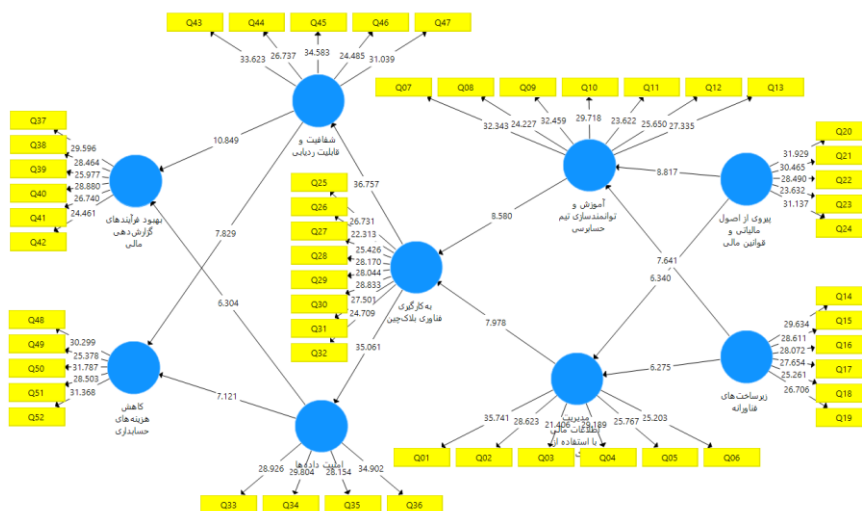 Q43
Q44
Q45
Q46
Q47
33.623
26.737
34.583
24.485
31.039
شفافیت و
قابلیت ردیابی
Q37
Q38
Q39
Q40
Q41
Q42
29.596
28.464
25.977
28.880
26.740
24.461
بهبود فرآیندهای
گزارش‌دهی
مالی
10.849
7.829
6.304
7.121
36.757
35.061
Q48
Q49
Q50
Q51
Q52
30.299
25.378
31.787
28.503
31.368
کاهش
هزینه های
حسابداری
امنیت داده‌ها
28.926
29.804
28.154
34.902
Q33
Q34
Q35
Q36
Q25
Q26
Q27
Q28
Q29
Q30
Q31
Q32
26.731
22.313
25.426
28.170
28.044
28.833
27.501
24.709
به‌کارگیری
فناوری بلاک‌چین
8.580
7.978
Q07
Q08
Q09
Q10
Q11
Q12
Q13
32.343
24.227
32.459
29.718
23.622
25.650
27.335
آموزش و
توانمندسازی تیم
حسابرسی
8.817
7.641
6.340
6.275
Q20
Q21
Q22
Q23
Q24
31.929
30.465
28.490
23.632
31.137
پیروی از اصول
مالیاتی و
قوانین مالی
Q14
Q15
Q16
Q17
Q18
Q19
29.634
28.611
28.072
27.654
25.261
26.706
زیرساخت‌های
فناورانه
مدیریت
اطلاعات مالی
با استفاده از
35.741
28.623
21.406
29.189
25.767
25.203
Q01
Q02
Q03
Q04
Q05
Q06